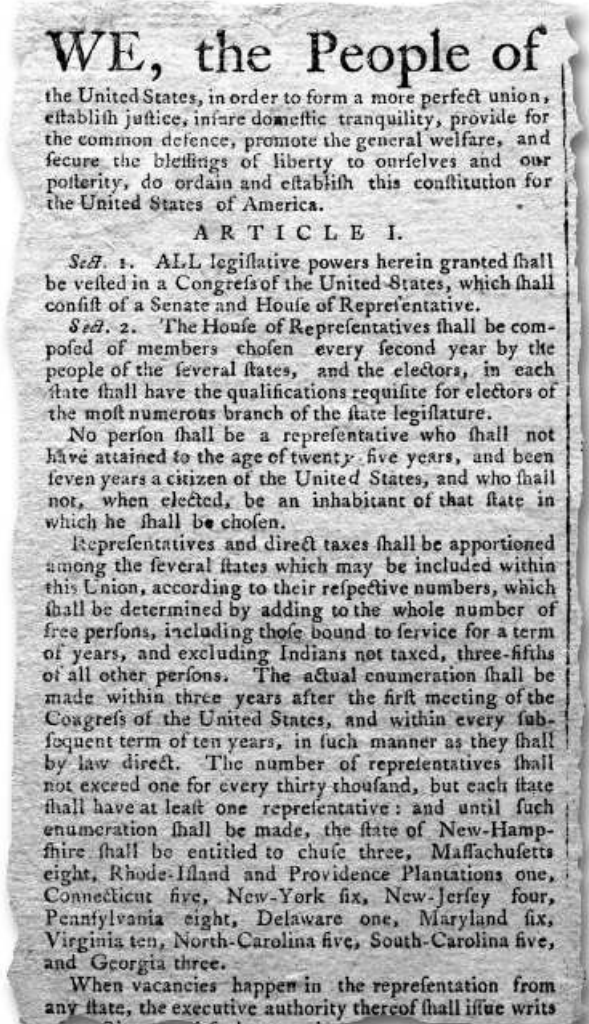 WE, the People of
the United States, in order to form a more perfect union,
eſtabliſh juſtice, inſure domeſtic tranquility, provide for
the common defence, promote the general welfare, and
ſecure the bleſſings of liberty to ourſelves and our
poſterity, do ordain and eſtabliſh this conſtitution for
the United States of America.
ARTICLE I.
Sect. 1. ALL legiſlative powers herein granted ſhall
be veſted in a Congreſs of the United States, which ſhall
conſiſt of a Senate and Houſe of Repreſentative.
Sect. 2. The Houſe of Repreſentatives ſhall be com-
poſed of members choſen every ſecond year by the
people of the ſeveral ſtates, and the electors, in each
ſtate ſhall have the qualifications requiſite for electors of
the moſt numerous branch of the ſtate legiſlature.
No perſon ſhall be a repreſentative who ſhall not
have attained to the age of twenty-five years, and been
ſeven years a citizen of the United States, and who ſhall
not, when elected, be an inhabitant of that ſtate in
which he ſhall be choſen.
Repreſentatives and direct taxes ſhall be apportioned
among the ſeveral ſtates which may be included within
this Union, according to their reſpective numbers, which
ſhall be determined by adding to the whole number of
free perſons, including thoſe bound to ſervice for a term
of years, and excluding Indians not taxed, three-fifths
of all other perſons. The actual enumeration ſhall be
made within three years after the firſt meeting of the
Congreſs of the United States, and within every ſub-
ſequent term of ten years, in ſuch manner as they ſhall
by law direct. The number of repreſentatives ſhall
not exceed one for every thirty thouſand, but each ſtate
ſhall have at leaſt one repreſentative: and until ſuch
enumeration ſhall be made, the ſtate of New-Hamp-
ſhire ſhall be entitled to chuſe three, Maſſachuſetts
eight, Rhode-Iſland and Providence Plantations one,
Connecticut five, New-York ſix, New-Jerſey four,
Pennſylvania eight, Delaware one, Maryland ſix,
Virginia ten, North-Carolina five, South-Carolina five,
and Georgia three.
When vacancies happen in the repreſentation from
any ſtate, the executive authority thereof ſhall iſſue writs